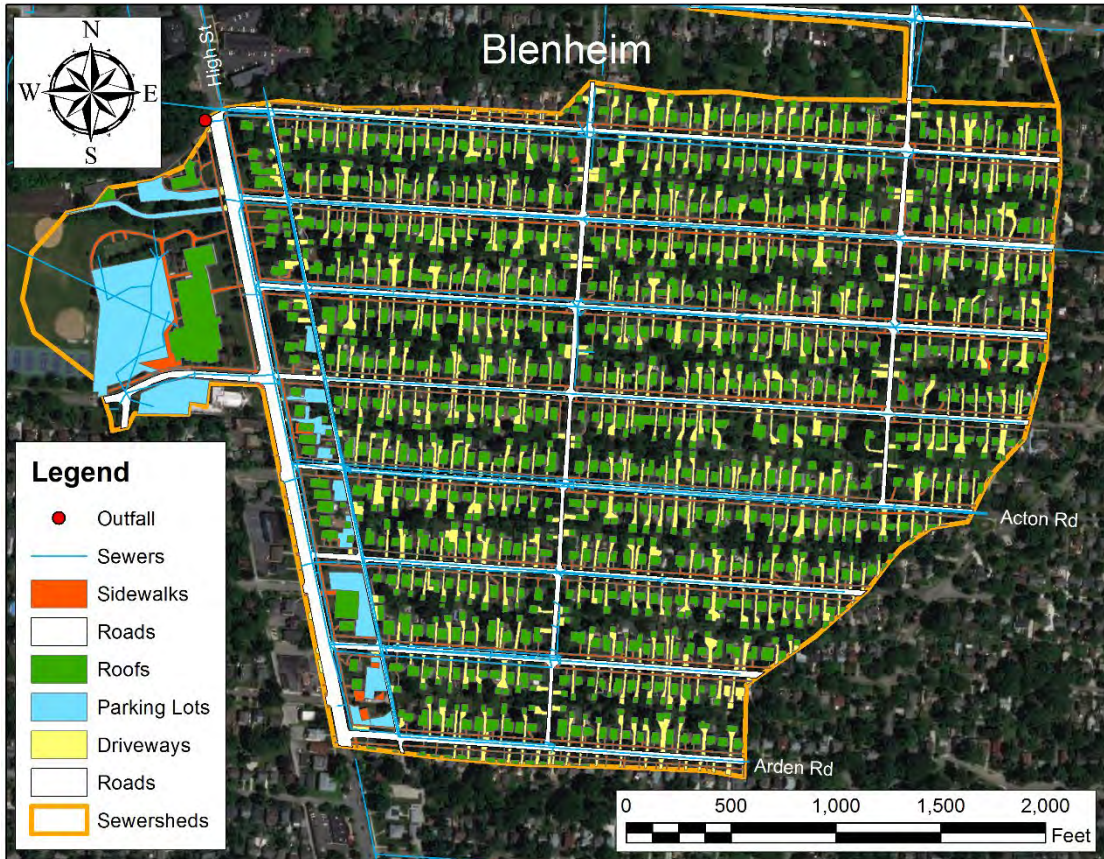 Blenheim
N
W E
S
High St
Legend
Outfall
Sewers
Sidewalks
Roads
Roofs
Parking Lots
Driveways
Roads
Sewersheds
Acton Rd
Arden Rd
0 500 1,000 1,500 2,000
Feet